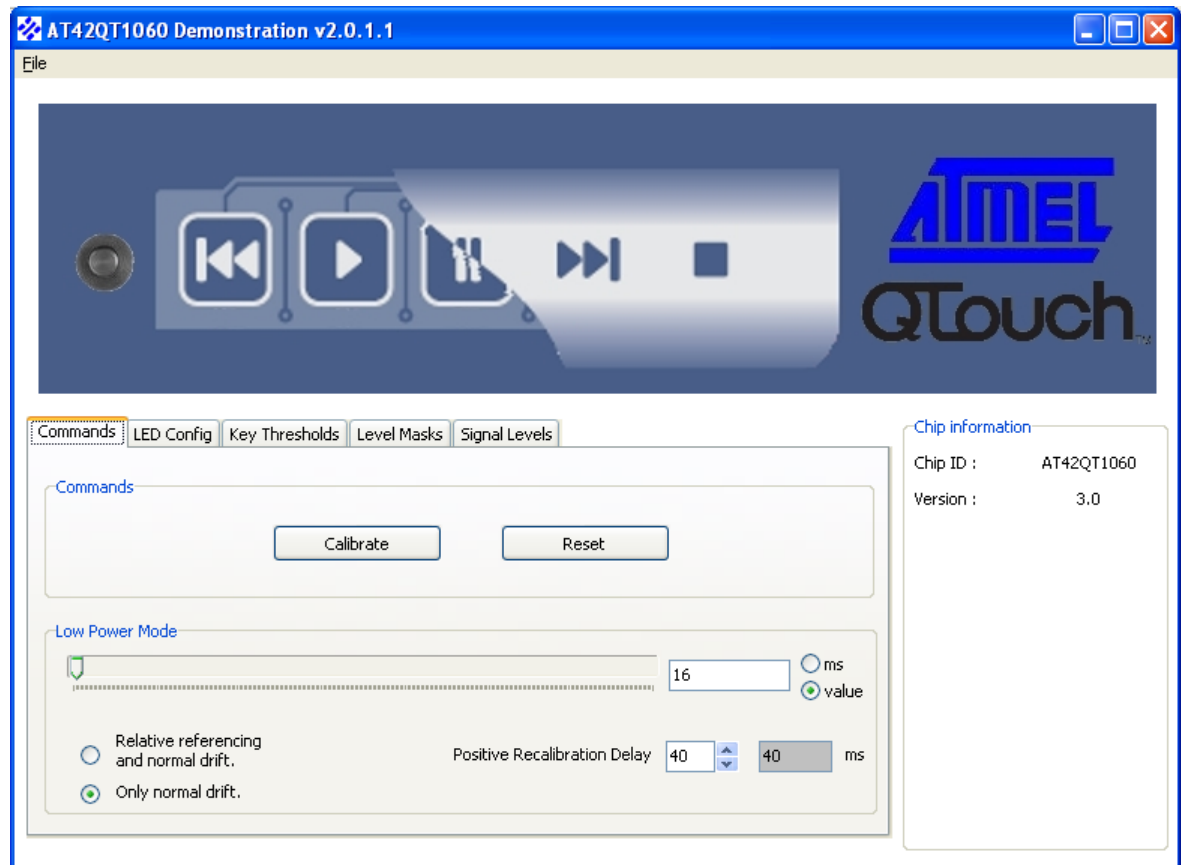 AT42QT1060 Demonstration v2.0.1.1
File
ATMEL
QTouch™
Commands LED Config Key Thresholds Level Masks Signal Levels
Commands
Calibrate Reset
Low Power Mode
16 ms
value
Relative referencing
and normal drift.
Positive Recalibration Delay 40 40 ms
Only normal drift.
Chip information
Chip ID : AT42QT1060
Version : 3.0